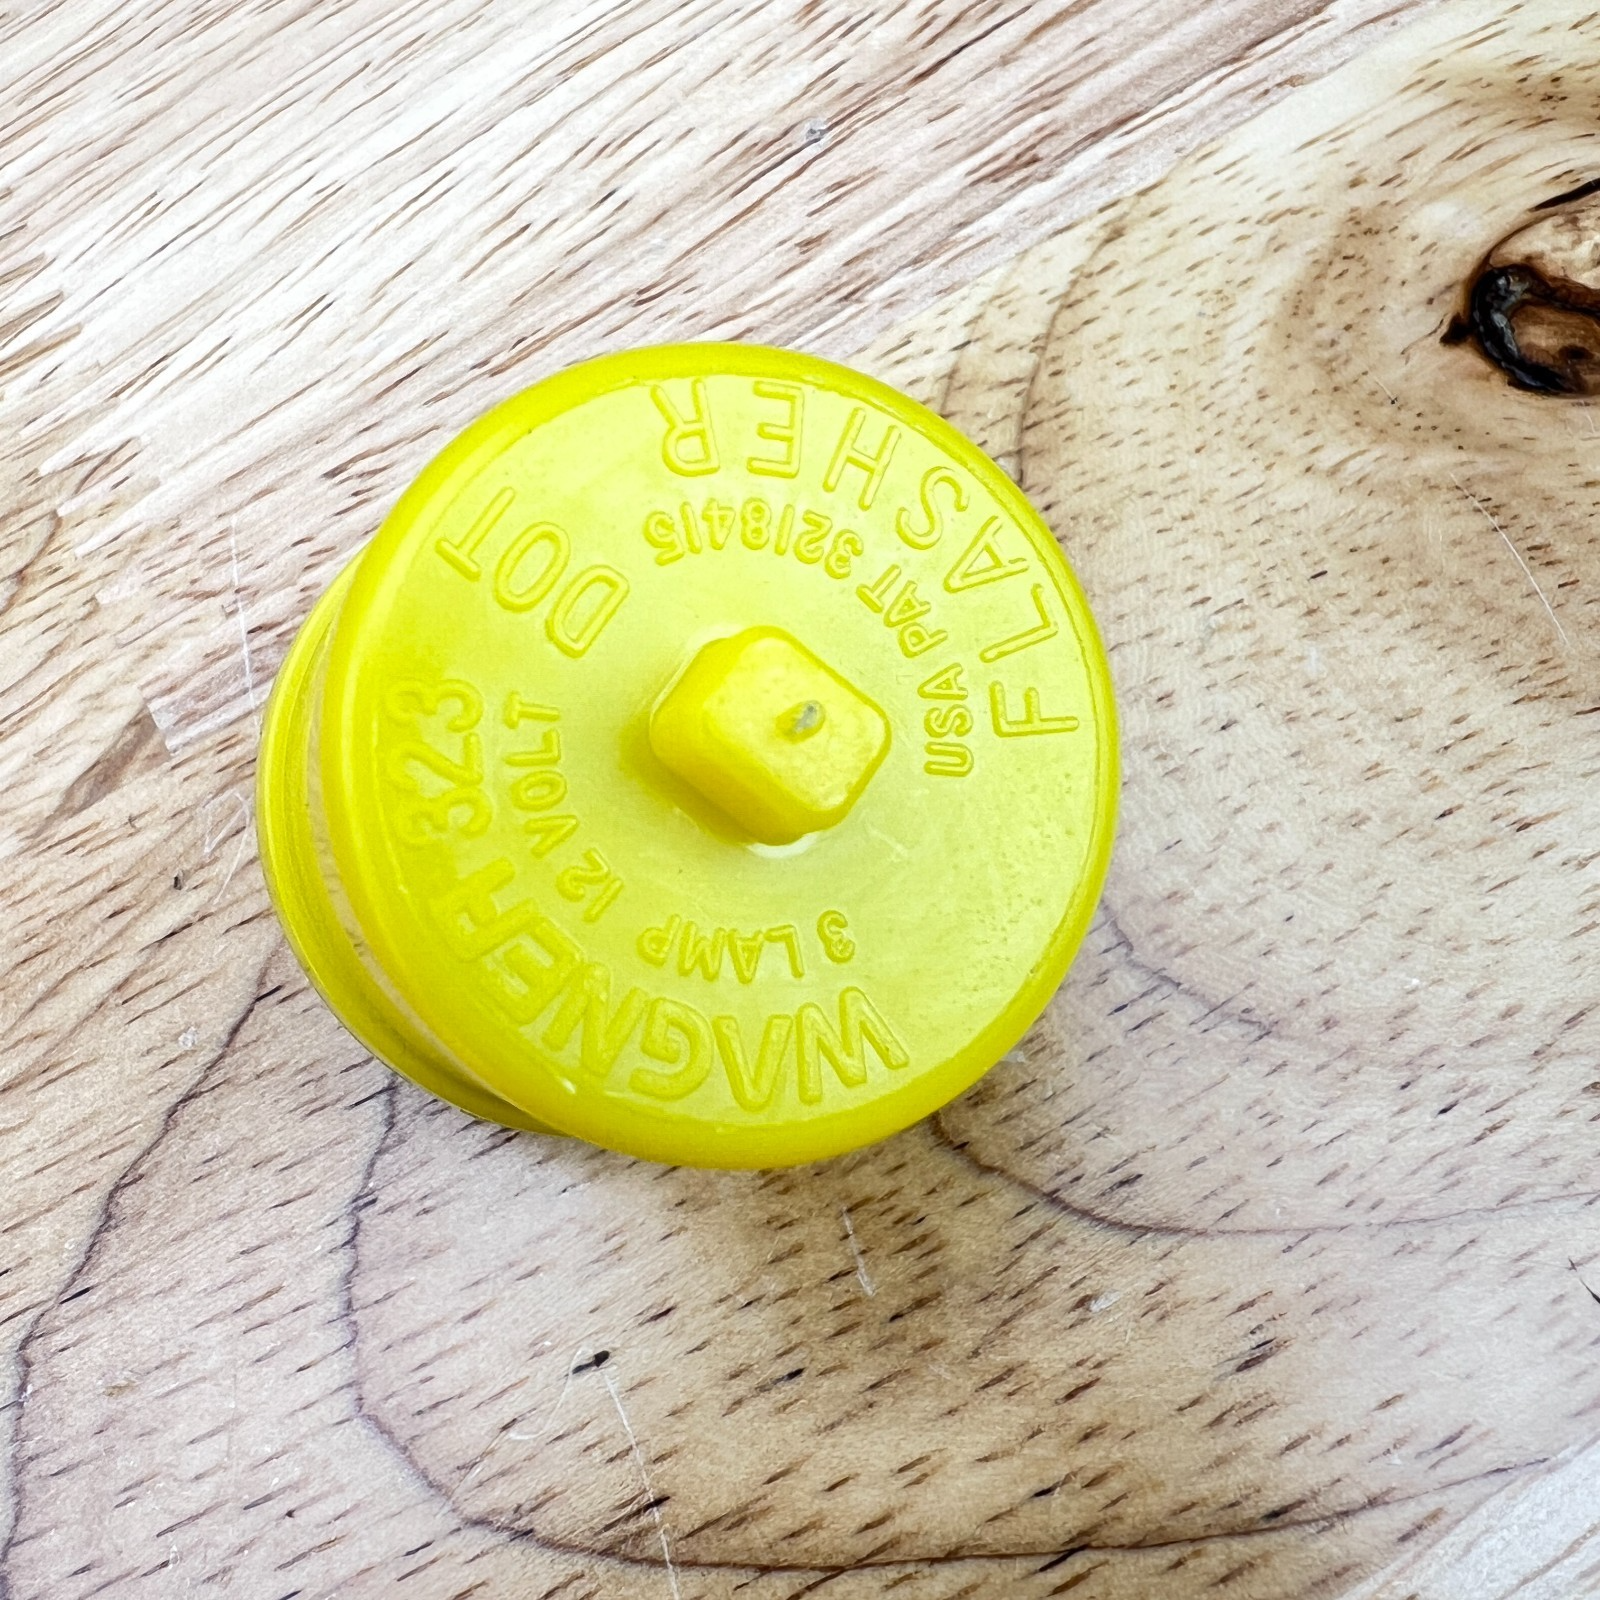 WAGNER 323
DOT
FLASHER
3 LAMP 12 VOLT
USA PAT 3218415